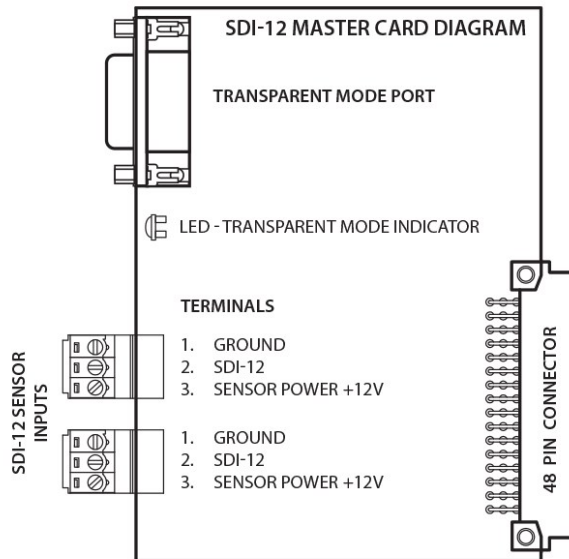 SDI-12 MASTER CARD DIAGRAM
TRANSPARENT MODE PORT
LED - TRANSPARENT MODE INDICATOR
TERMINALS
1. GROUND
2. SDI-12
3. SENSOR POWER +12V
1. GROUND
2. SDI-12
3. SENSOR POWER +12V
SDI-12 SENSOR
INPUTS
48 PIN CONNECTOR